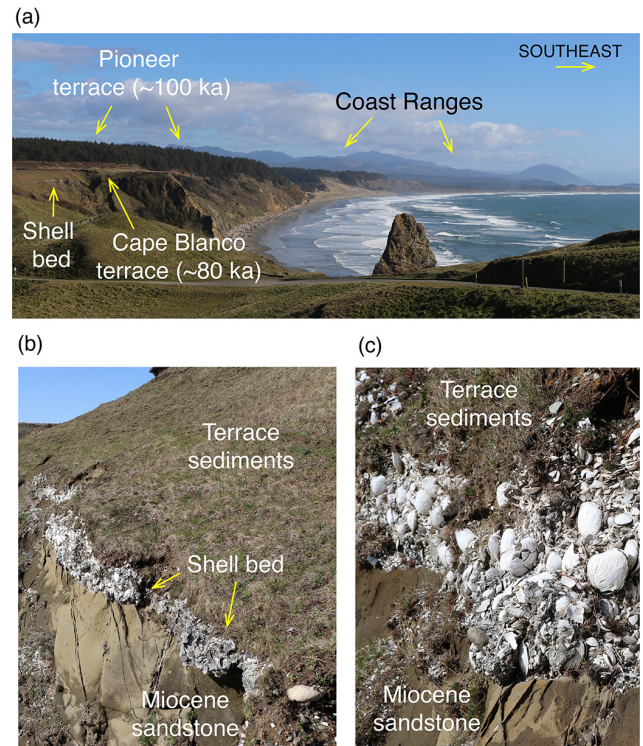 (a)
SOUTHEAST
Pioneer
terrace (~100 ka)
Coast Ranges
Shell
bed
Cape Blanco
terrace (~80 ka)
(b)
Terrace
sediments
Shell bed
Miocene
sandstone
(c)
Terrace
sediments
Miocene
sandstone